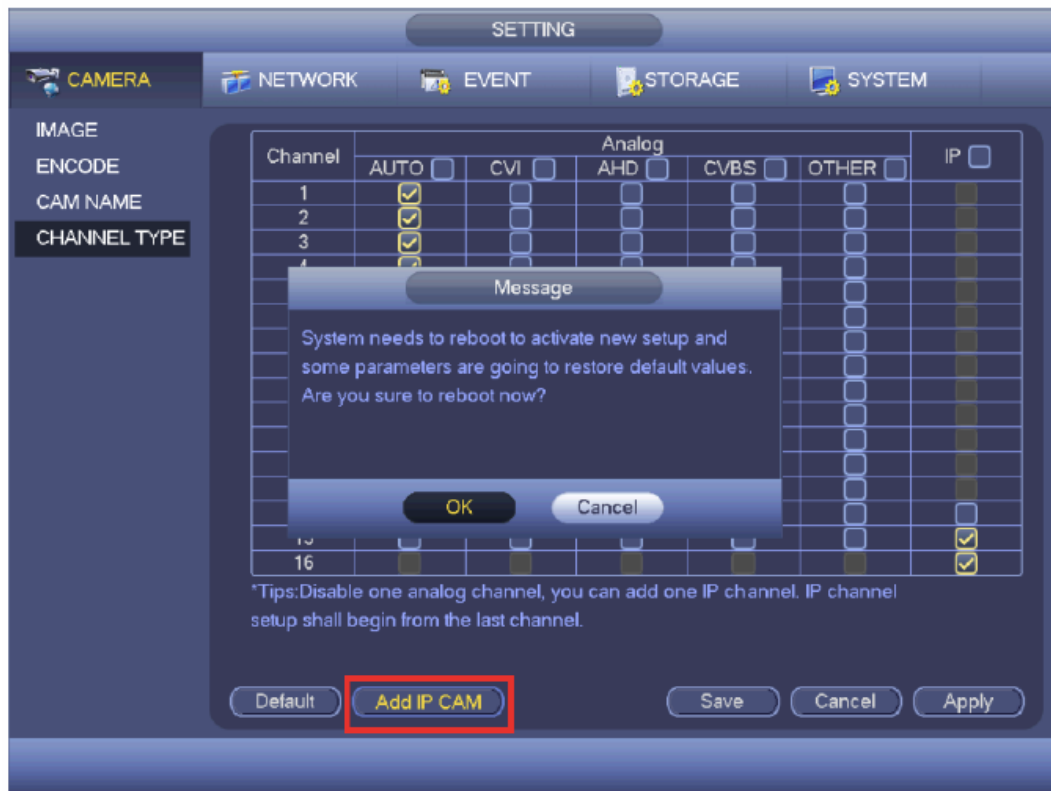 SETTING
CAMERA NETWORK EVENT STORAGE SYSTEM
IMAGE
ENCODE
CAM NAME
CHANNEL TYPE
Channel Analog IP
AUTO CVI AHD CVBS OTHER
1
2
3
Message
System needs to reboot to activate new setup and
some parameters are going to restore default values.
Are you sure to reboot now?
OK Cancel
15
16
*Tips:Disable one analog channel, you can add one IP channel. IP channel
setup shall begin from the last channel.
Default Add IP CAM Save Cancel Apply